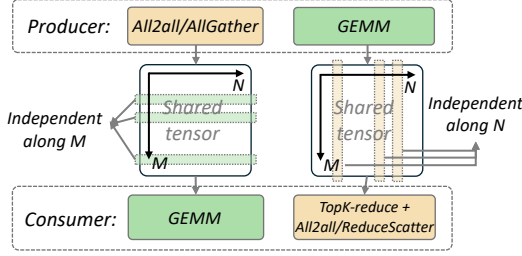 Producer:
All2all/AllGather
GEMM
N
Shared
tensor
M
Independent
along M
N
Shared
tensor
M
Independent
along N
Consumer:
GEMM
TopK-reduce +
All2all/ReduceScatter